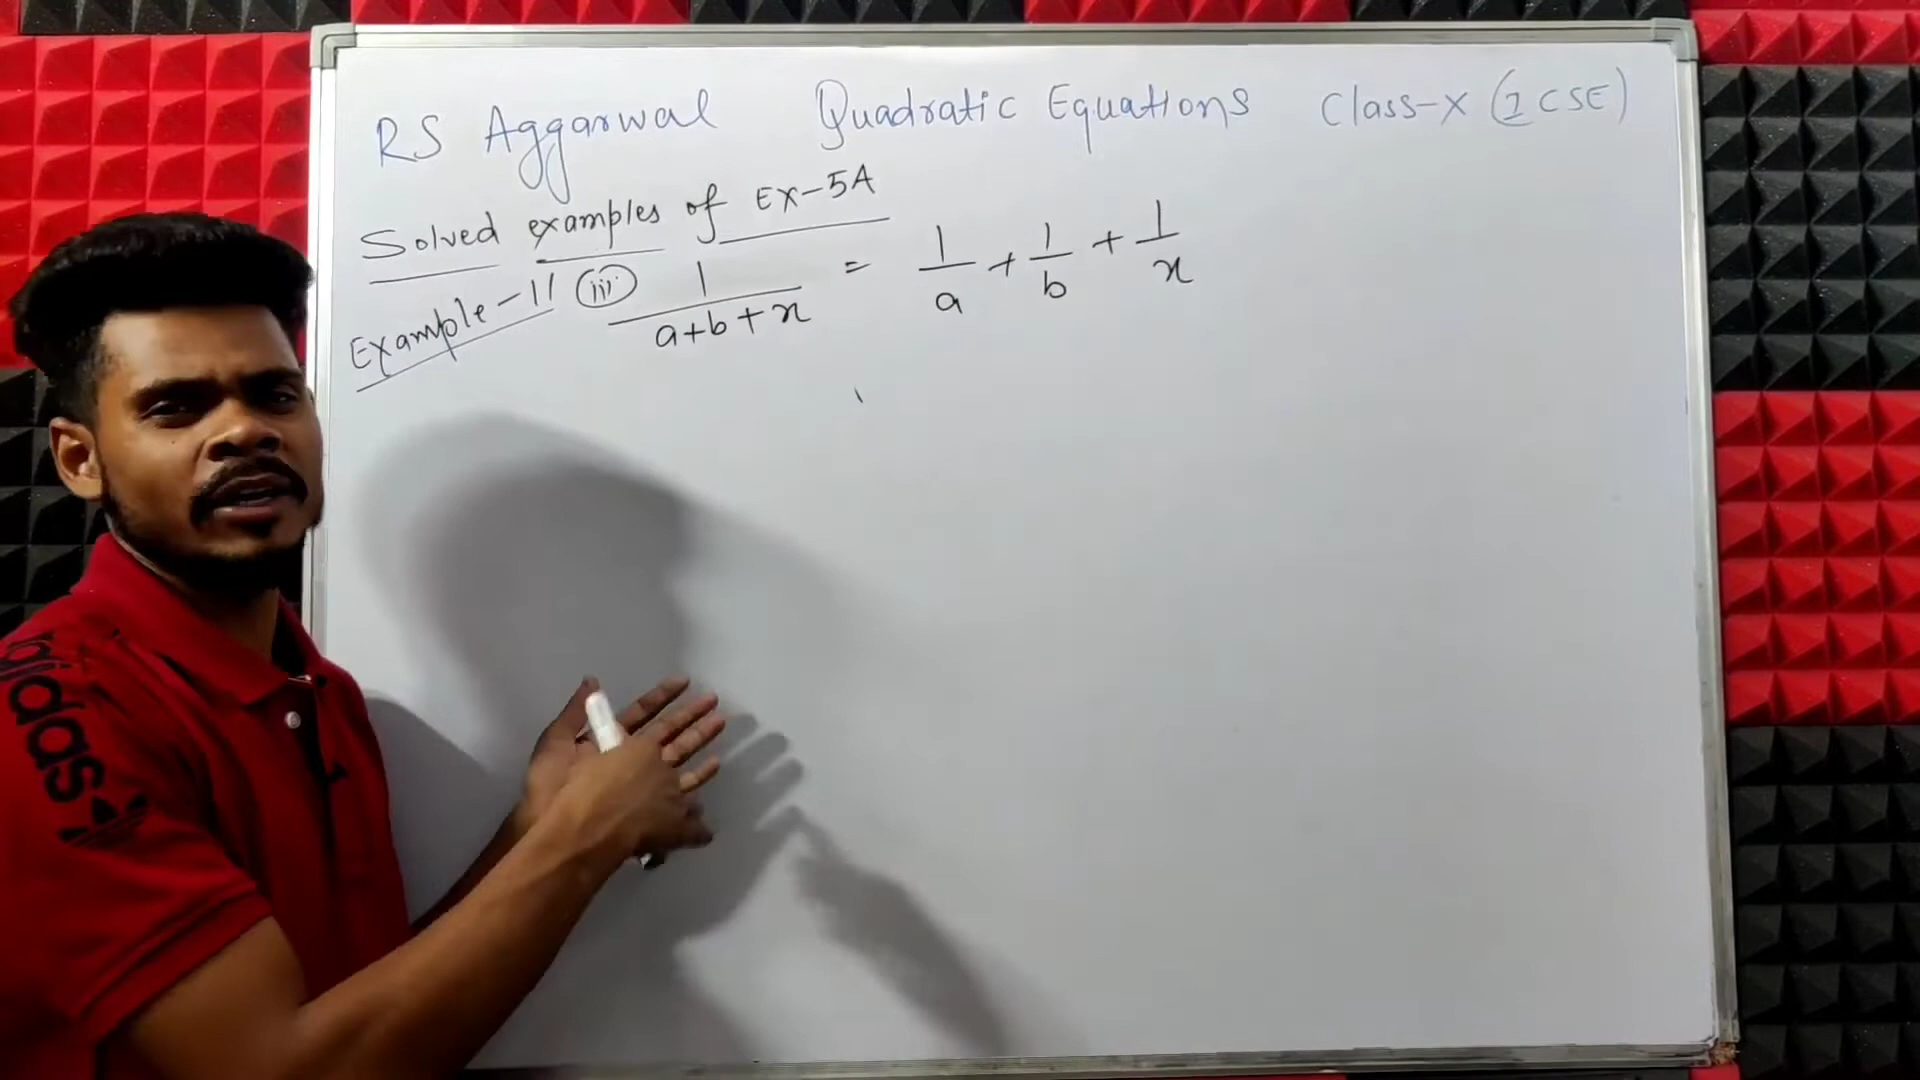 RS Aggarwal Quadratic Equations Class-X (ICSE)
Solved examples of EX-5A
Example-11 (iii) 1/(a+b+x) = 1/a + 1/b + 1/x
adidas